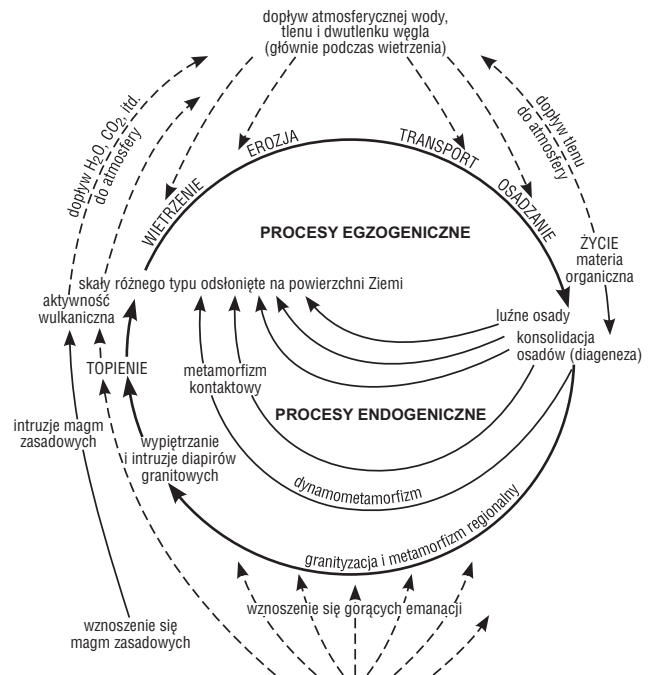 dopływ atmosferycznej wody,
tlenu i dwutlenku węgla
(głównie podczas wietrzenia)
dopływ H2O, CO2, itd.
do atmosfery
dopływ tlenu
do atmosfery
WIETRZENIE
EROZJA
TRANSPORT
OSADZANIE
PROCESY EGZOGENICZNE
ŻYCIE
materia
organiczna
skały różnego typu odsłonięte na powierzchni Ziemi
aktywność
wulkaniczna
luźne osady
konsolidacja
osadów (diageneza)
TOPIENIE
metamorfizm
kontaktowy
PROCESY ENDOGENICZNE
intruzje magm
zasadowych
wypiętrzanie
i intruzje diapirów
granitowych
dynamometamorfizm
granityzacja i metamorfizm regionalny
wznoszenie się gorących emanacji
wznoszenie się
magm zasadowych